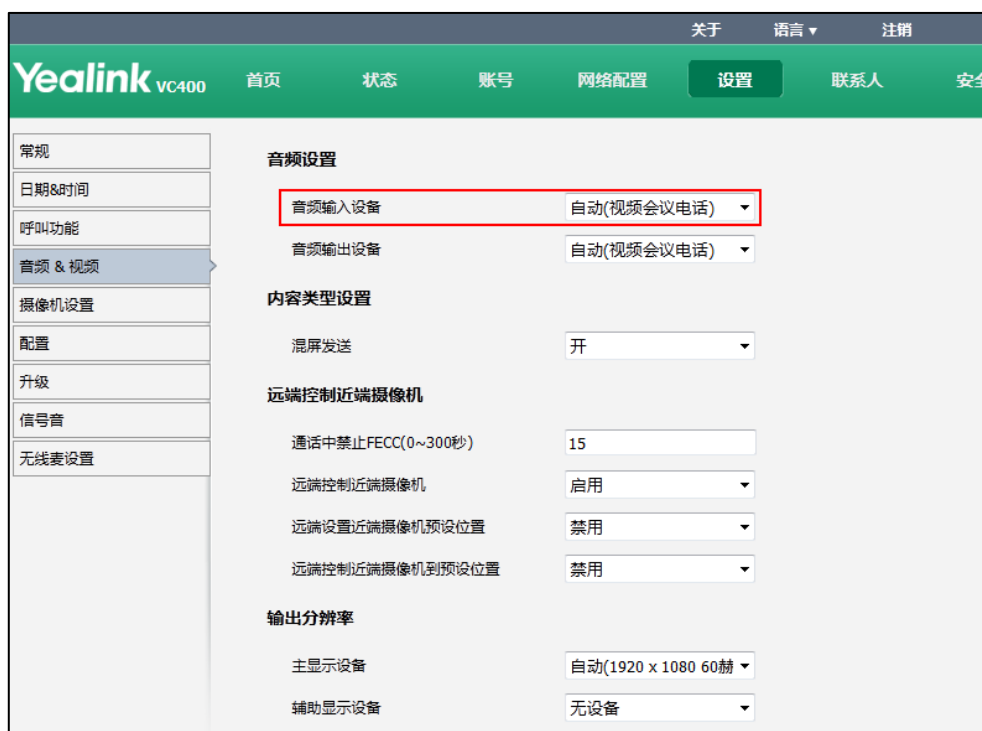 关于 语言 ▾ 注销
Yealink VC400 首页 状态 账号 网络配置 设置 联系人 安全
常规
日期&时间
呼叫功能
音频 & 视频
摄像机设置
配置
升级
信号音
无线麦设置
音频设置
音频输入设备 自动(视频会议电话)
音频输出设备 自动(视频会议电话)
内容类型设置
混屏发送 开
远端控制近端摄像机
通话中禁止FECC(0~300秒) 15
远端控制近端摄像机 启用
远端设置近端摄像机预设位置 禁用
远端控制近端摄像机到预设位置 禁用
输出分辨率
主显示设备 自动(1920 x 1080 60赫
辅助显示设备 无设备